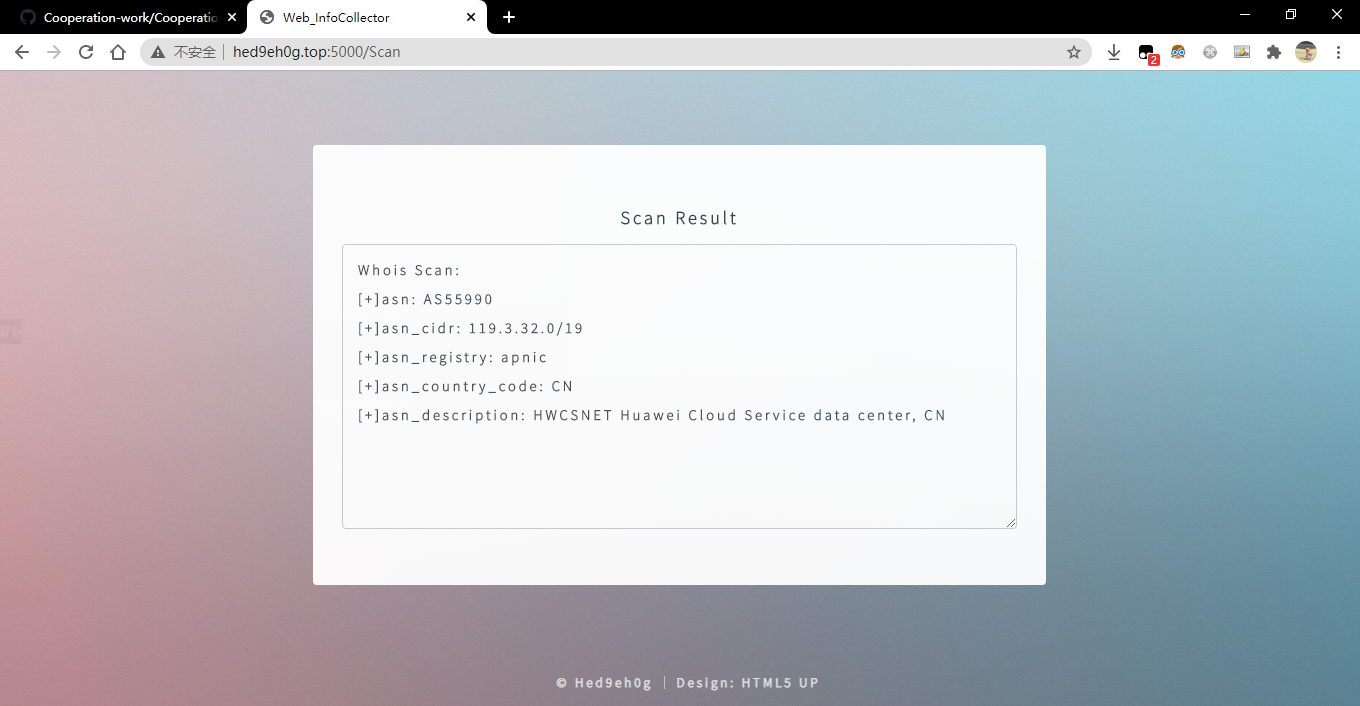 Cooperation-work/Cooperatio
Web_InfoCollector
不安全 | hed9eh0g.top:5000/Scan
2
Scan Result
Whois Scan:
[+]asn: AS55990
[+]asn_cidr: 119.3.32.0/19
[+]asn_registry: apnic
[+]asn_country_code: CN
[+]asn_description: HWCSNET Huawei Cloud Service data center, CN
© Hed9eh0g | Design: HTML5 UP